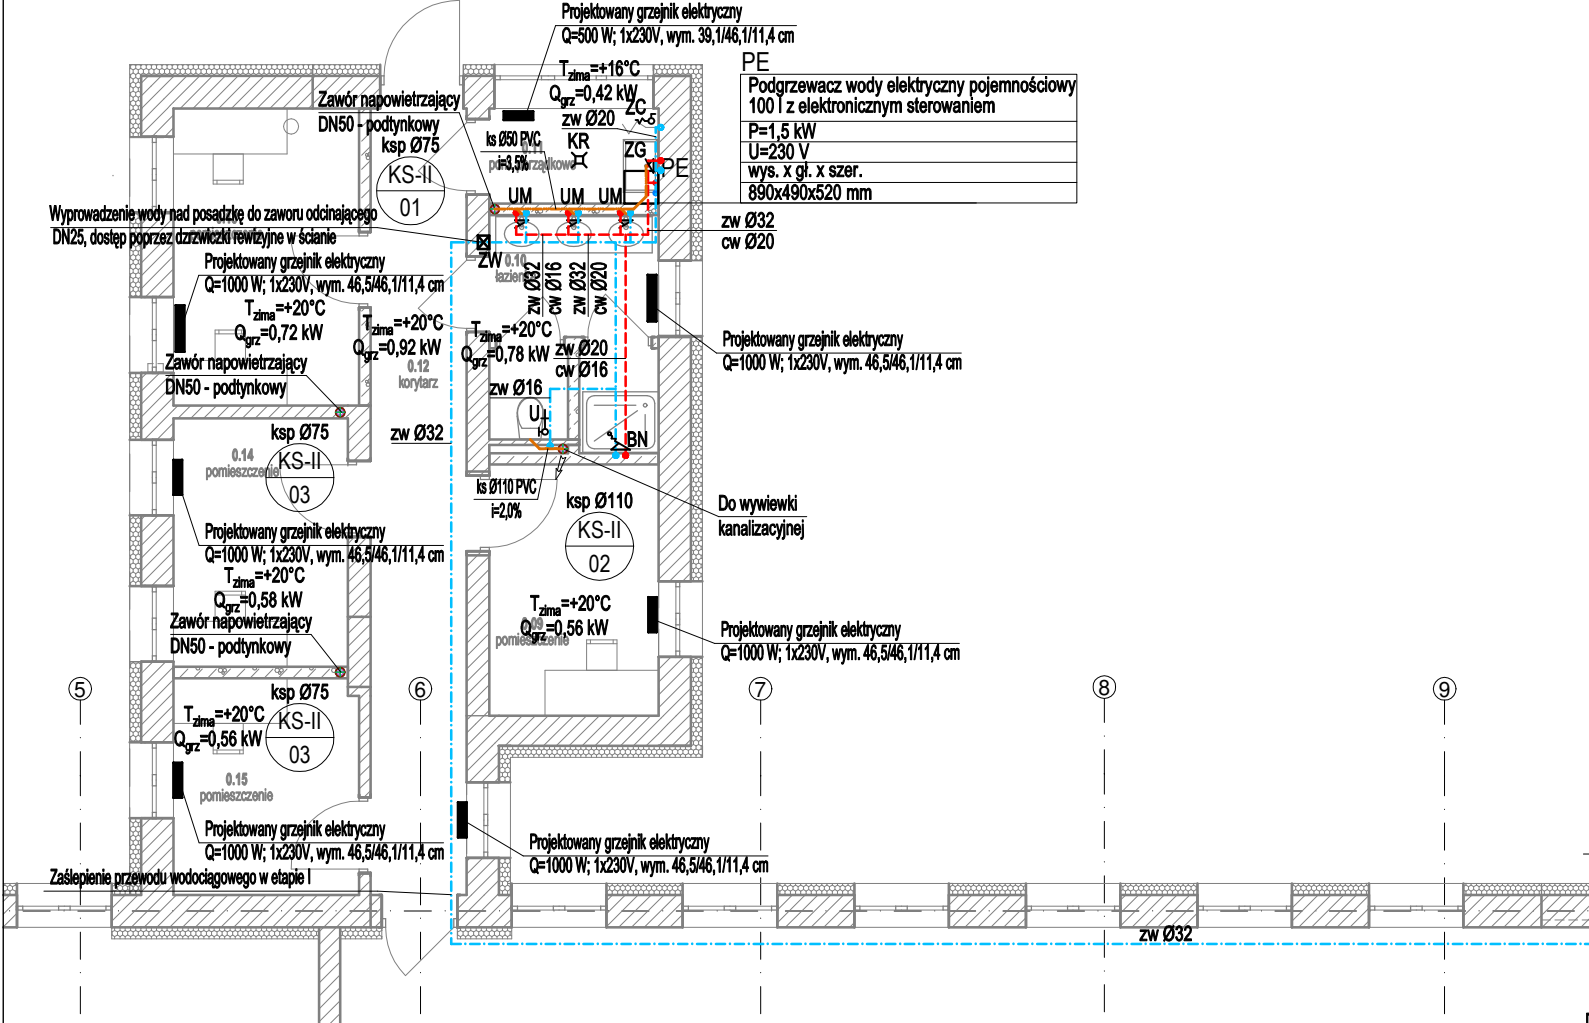 Projektowany grzejnik elektryczny
Q=500 W; 1x230V, wym. 39,1/46,1/11,4 cm
PE
Podgrzewacz wody elektryczny pojemnościowy
100 l z elektronicznym sterowaniem
P=1,5 kW
U=230 V
wys. x gł. x szer.
890x490x520 mm
Tzima=+16°C
Qgrz=0,42 kW
ZC
zw Ø20
Zawór napowietrzający
DN50 - podtynkowy
ksp Ø75
KS-II
01
ks Ø50 PVC
i=3,5%
KR
ZG
PE
0.11
UM
UM
UM
Wyprowadzenie wody nad posadzkę do zaworu odcinającego
DN25, dostęp poprzez drzwiczki rewizyjne w ścianie
zw Ø32
cw Ø20
ZW
0.10
Projektowany grzejnik elektryczny
Q=1000 W; 1x230V, wym. 46,5/46,1/11,4 cm
zw Ø32
cw Ø16
zw Ø32
cw Ø20
Tzima=+20°C
Qgrz=0,72 kW
Tzima=+20°C
Qgrz=0,92 kW
0.12
korytarz
Tzima=+20°C
Qgrz=0,78 kW
zw Ø20
cw Ø16
Projektowany grzejnik elektryczny
Q=1000 W; 1x230V, wym. 46,5/46,1/11,4 cm
Zawór napowietrzający
DN50 - podtynkowy
zw Ø16
U
BN
zw Ø32
ksp Ø75
KS-II
03
0.14
pomieszczenie
ks Ø110 PVC
i=2,0%
ksp Ø110
KS-II
02
Do wywiewki
kanalizacyjnej
Projektowany grzejnik elektryczny
Q=1000 W; 1x230V, wym. 46,5/46,1/11,4 cm
Tzima=+20°C
Qgrz=0,58 kW
Tzima=+20°C
Qgrz=0,56 kW
pomieszczenie
Zawór napowietrzający
DN50 - podtynkowy
Projektowany grzejnik elektryczny
Q=1000 W; 1x230V, wym. 46,5/46,1/11,4 cm
5
6
7
8
9
ksp Ø75
KS-II
03
Tzima=+20°C
Qgrz=0,56 kW
0.15
pomieszczenie
Projektowany grzejnik elektryczny
Q=1000 W; 1x230V, wym. 46,5/46,1/11,4 cm
Projektowany grzejnik elektryczny
Q=1000 W; 1x230V, wym. 46,5/46,1/11,4 cm
Zaślepienie przewodu wodociągowego w etapie I
zw Ø32